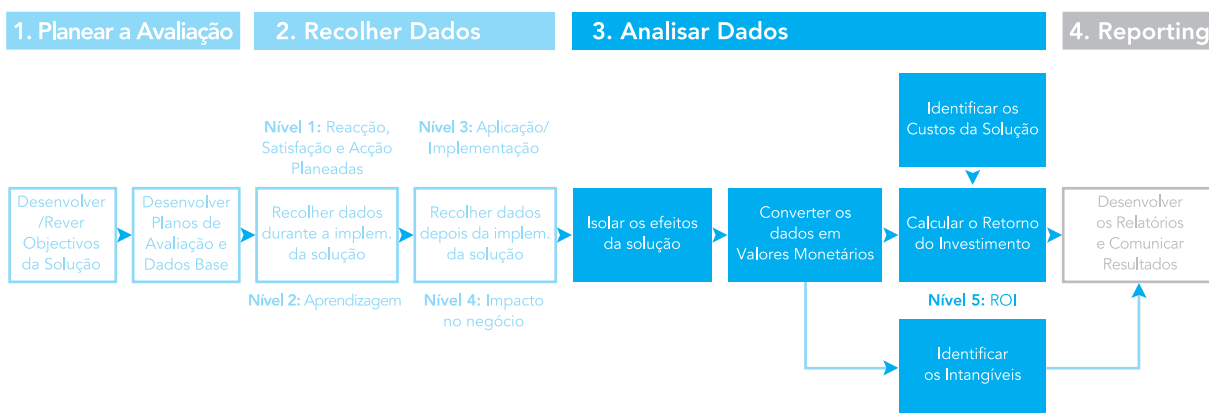 1. Planear a Avaliação
2. Recolher Dados
3. Analisar Dados
4. Reporting
Identificar os
Custos da Solução
Nível 1: Reacção,
Satisfação e Acção
Planeadas
Nível 3: Aplicação/
Implementação
Desenvolver
/Rever
Objectivos
da Solução
Desenvolver
Planos de
Avaliação e
Dados Base
Recolher dados
durante a implem.
da solução
Recolher dados
depois da implem.
da solução
Isolar os efeitos
da solução
Converter os
dados em
Valores Monetários
Calcular o Retorno
do Investimento
Desenvolver
os Relatórios
e Comunicar
Resultados
Nível 2: Aprendizagem
Nível 4: Impacto
no negócio
Nível 5: ROI
Identificar
os Intangíveis